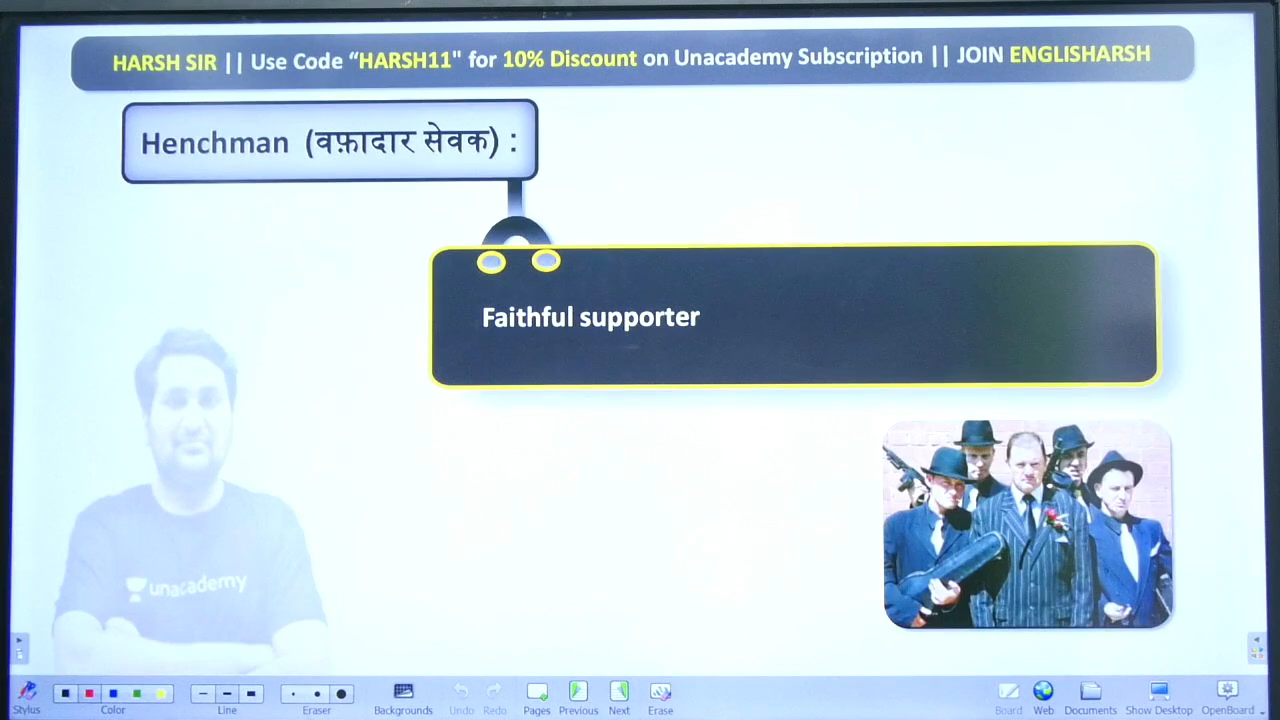 HARSH SIR || Use Code “HARSH11" for 10% Discount on Unacademy Subscription || JOIN ENGLISHARSH
Henchman (वफ़ादार सेवक) :
Faithful supporter
unacademy
Stylus
Color
Line
Eraser
Backgrounds
Undo
Redo
Pages
Previous
Next
Erase
Board
Web
Documents
Show Desktop
OpenBoard